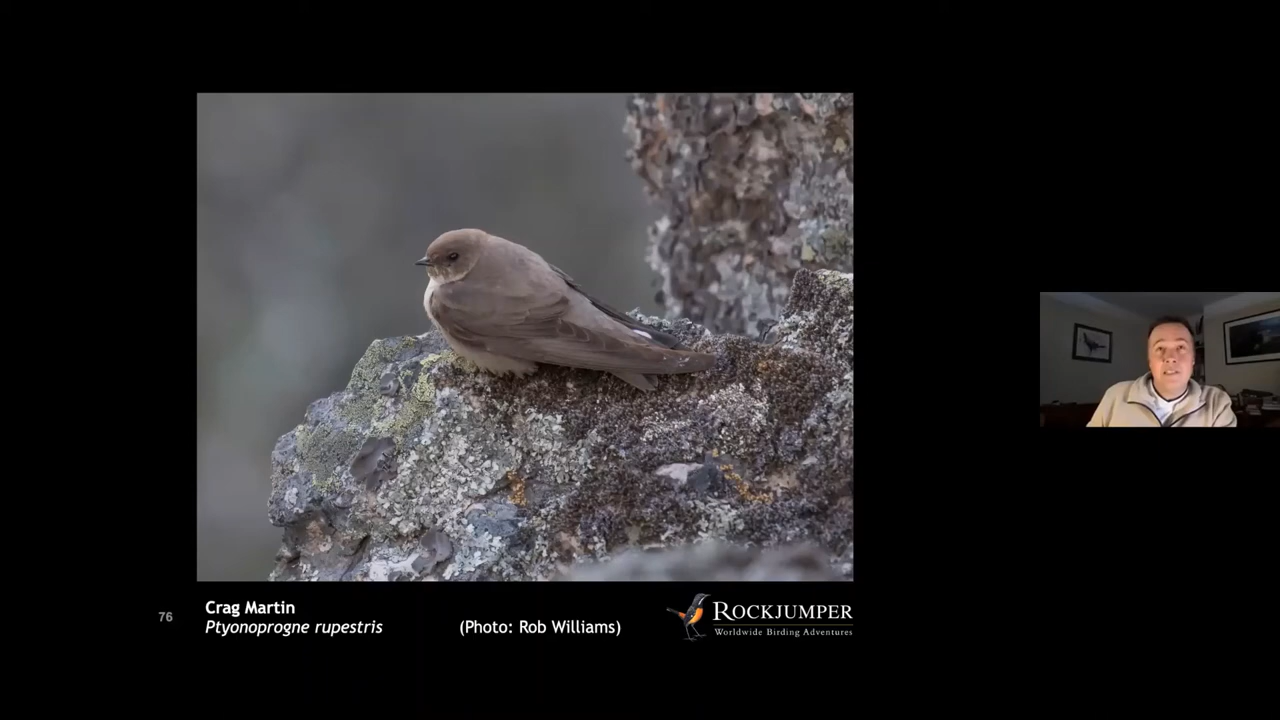 76
Crag Martin
Ptyonoprogne rupestris
(Photo: Rob Williams)
ROCKJUMPER
Worldwide Birding Adventures